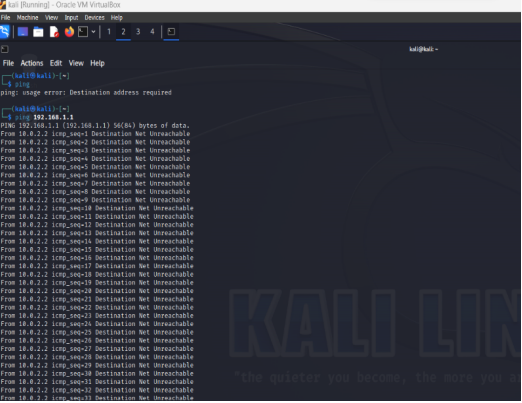 kali [Running] - Oracle VM VirtualBox
File Machine View Input Devices Help
1 2 3 4
kali@kali: ~
File Actions Edit View Help
(kali㉿kali)-[~]
$ ping
ping: usage error: Destination address required
(kali㉿kali)-[~]
$ ping 192.168.1.1
PING 192.168.1.1 (192.168.1.1) 56(84) bytes of data.
From 10.0.2.2 icmp_seq=1 Destination Net Unreachable
From 10.0.2.2 icmp_seq=2 Destination Net Unreachable
From 10.0.2.2 icmp_seq=3 Destination Net Unreachable
From 10.0.2.2 icmp_seq=4 Destination Net Unreachable
From 10.0.2.2 icmp_seq=5 Destination Net Unreachable
From 10.0.2.2 icmp_seq=6 Destination Net Unreachable
From 10.0.2.2 icmp_seq=7 Destination Net Unreachable
From 10.0.2.2 icmp_seq=8 Destination Net Unreachable
From 10.0.2.2 icmp_seq=9 Destination Net Unreachable
From 10.0.2.2 icmp_seq=10 Destination Net Unreachable
From 10.0.2.2 icmp_seq=11 Destination Net Unreachable
From 10.0.2.2 icmp_seq=12 Destination Net Unreachable
From 10.0.2.2 icmp_seq=13 Destination Net Unreachable
From 10.0.2.2 icmp_seq=14 Destination Net Unreachable
From 10.0.2.2 icmp_seq=15 Destination Net Unreachable
From 10.0.2.2 icmp_seq=16 Destination Net Unreachable
From 10.0.2.2 icmp_seq=17 Destination Net Unreachable
From 10.0.2.2 icmp_seq=18 Destination Net Unreachable
From 10.0.2.2 icmp_seq=19 Destination Net Unreachable
From 10.0.2.2 icmp_seq=20 Destination Net Unreachable
From 10.0.2.2 icmp_seq=21 Destination Net Unreachable
From 10.0.2.2 icmp_seq=22 Destination Net Unreachable
From 10.0.2.2 icmp_seq=23 Destination Net Unreachable
From 10.0.2.2 icmp_seq=24 Destination Net Unreachable
From 10.0.2.2 icmp_seq=25 Destination Net Unreachable
From 10.0.2.2 icmp_seq=26 Destination Net Unreachable
From 10.0.2.2 icmp_seq=27 Destination Net Unreachable
From 10.0.2.2 icmp_seq=28 Destination Net Unreachable
From 10.0.2.2 icmp_seq=29 Destination Net Unreachable
From 10.0.2.2 icmp_seq=30 Destination Net Unreachable
From 10.0.2.2 icmp_seq=31 Destination Net Unreachable
From 10.0.2.2 icmp_seq=32 Destination Net Unreachable
From 10.0.2.2 icmp_seq=33 Destination Net Unreachable
KALI LIN
"the quieter you become, the more you a